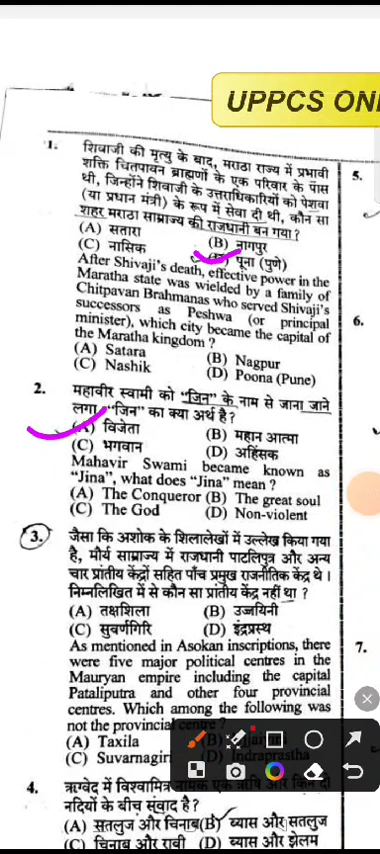 UPPCS ONI
1. शिवाजी की मृत्यु के बाद, मराठा राज्य में प्रभावी
शक्ति चितपावन ब्राह्मणों के एक परिवार के पास
थी, जिन्होंने शिवाजी के उत्तराधिकारियों को पेशवा
(या प्रधान मंत्री) के रूप में सेवा दी थी, कौन सा
शहर मराठा साम्राज्य की राजधानी बन गया?
(A) सतारा (B) नागपुर
(C) नासिक पूना (पुणे)
After Shivaji's death, effective power in the
Maratha state was wielded by a family of
Chitpavan Brahmanas who served Shivaji's
successors as Peshwa (or principal
minister), which city became the capital of
the Maratha kingdom ?
(A) Satara (B) Nagpur
(C) Nashik (D) Poona (Pune)
2. महावीर स्वामी को "जिन" के नाम से जाना जाने
लगा, "जिन" का क्या अर्थ है?
(A) विजेता (B) महान आत्मा
(C) भगवान (D) अहिंसक
Mahavir Swami became known as
"Jina", what does "Jina" mean ?
(A) The Conqueror (B) The great soul
(C) The God (D) Non-violent
3. जैसा कि अशोक के शिलालेखों में उल्लेख किया गया
है, मौर्य साम्राज्य में राजधानी पाटलिपुत्र और अन्य
चार प्रांतीय केंद्रों सहित पाँच प्रमुख राजनीतिक केंद्र थे।
निम्नलिखित में से कौन सा प्रांतीय केंद्र नहीं था ?
(A) तक्षशिला (B) उज्जयिनी
(C) सुवर्णगिरि (D) इंद्रप्रस्थ
As mentioned in Asokan inscriptions, there
were five major political centres in the
Mauryan empire including the capital
Pataliputra and other four provincial
centres. Which among the following was
not the provincial centre ?
(A) Taxila (B)
(C) Suvarnagiri (D) Indraprastha
4. ऋग्वेद में विश्वामित्र नामक एक ऋषि और किन दो
नदियों के बीच संवाद है?
(A) सतलुज और चिनाब (B) व्यास और सतलुज
(C) चिनाब और रावी (D) व्यास और झेलम
5.
6.
7.